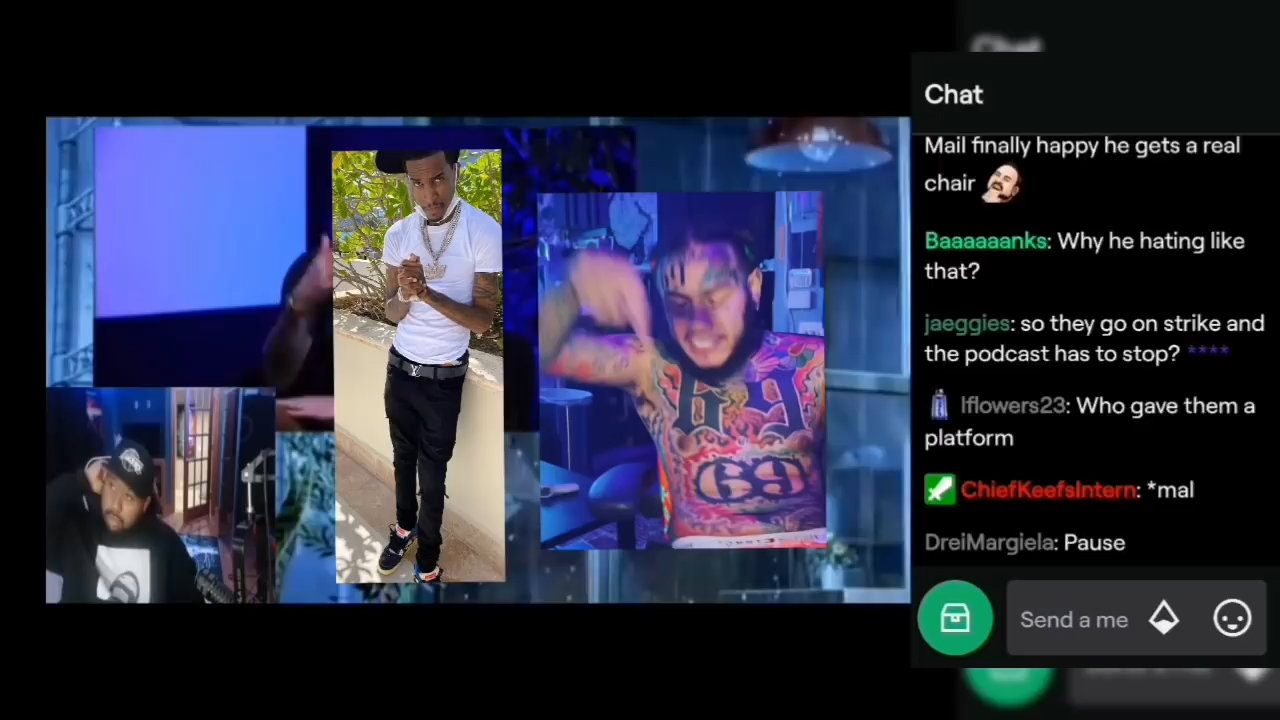 Chat
Chat
Mail finally happy he gets a real
chair
Baaaaaanks: Why he hating like
that?
jaeggies: so they go on strike and
the podcast has to stop? ****
lflowers23: Who gave them a
platform
ChiefKeefsIntern: *mal
DreiMargiela: Pause
Send a me
69
69